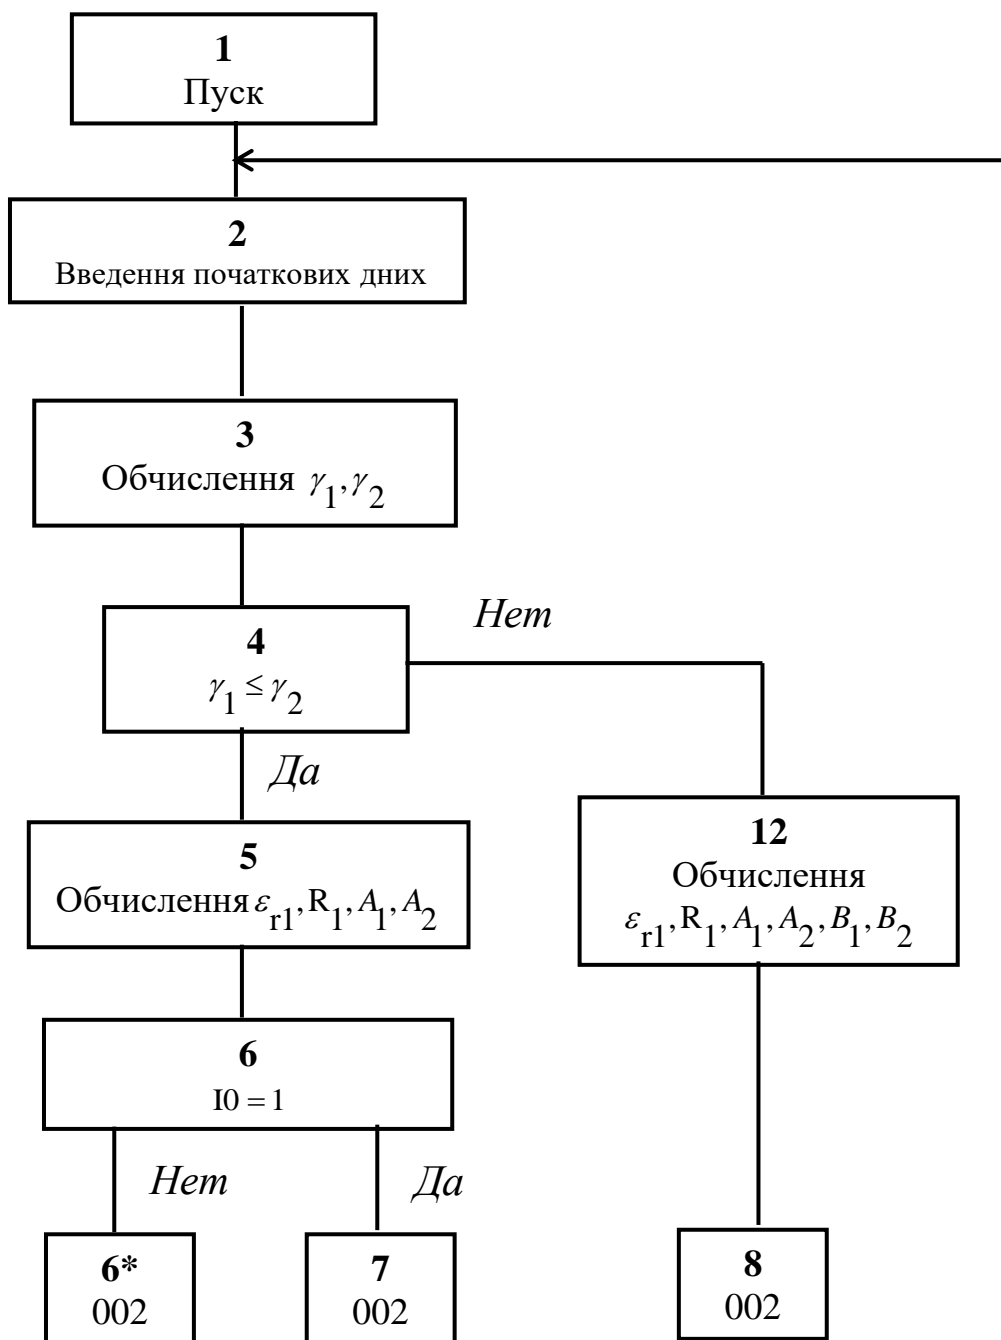 1
Пуск
2
Введення початкових дних
3
Обчислення γ₁,γ₂
Нет
4
γ₁ ≤ γ₂
Да
5
Обчислення ε_r1, R₁, A₁, A₂
12
Обчислення
ε_r1, R₁, A₁, A₂, B₁, B₂
6
I0 = 1
Нет
Да
6*
002
7
002
8
002